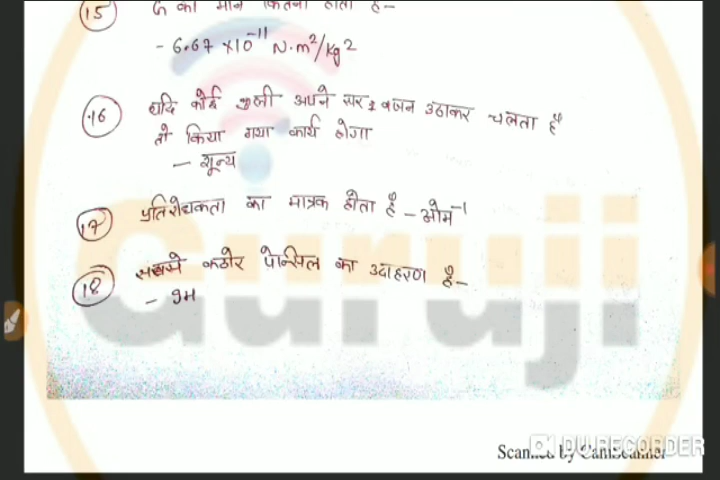 15 G का मान कितना होता है-
- 6.67 ×10⁻¹¹ N.m²/kg²
16 यदि कोई कुली अपने सर पे वजन उठाकर चलता है
तो किया गया कार्य होगा
- शून्य
17 प्रतिरोधकता का मात्रक होता है - ओम⁻¹
18 सबसे कठोर पेन्सिल का उदाहरण है-
- 9H
Guruji
Scanned by CamScanner
DU RECORDER